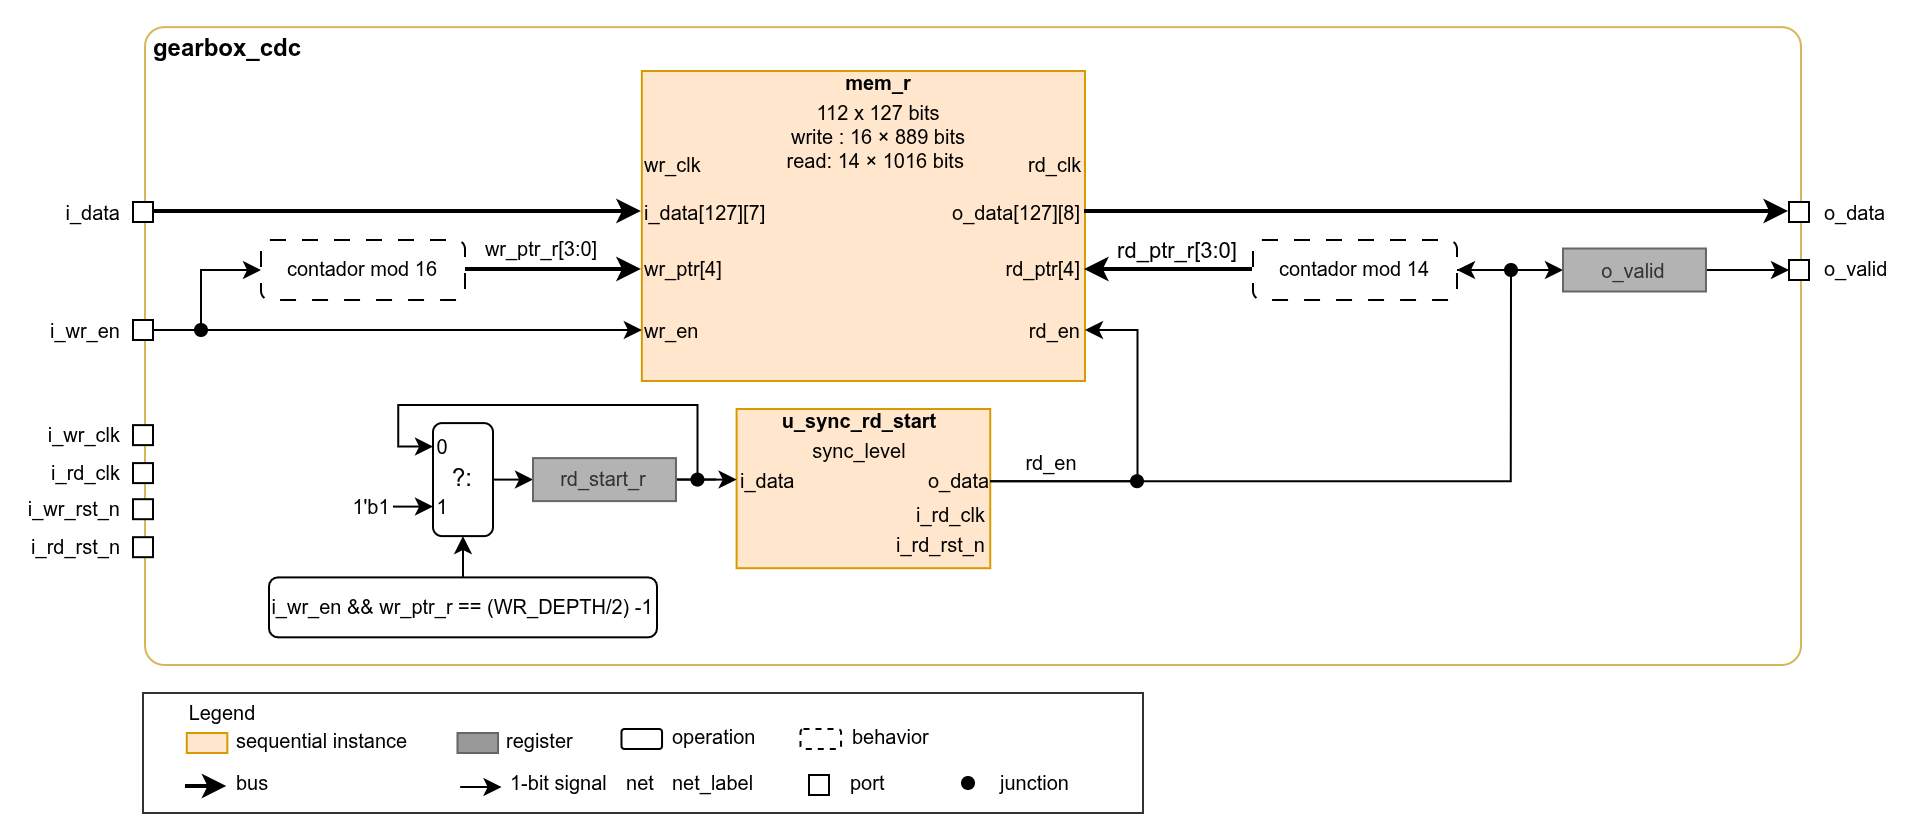 gearbox_cdc
mem_r
112 x 127 bits
write : 16 × 889 bits
read: 14 × 1016 bits
wr_clk
rd_clk
i_data
i_data[127][7]
o_data[127][8]
o_data
contador mod 16
wr_ptr_r[3:0]
wr_ptr[4]
rd_ptr[4]
rd_ptr_r[3:0]
contador mod 14
o_valid
o_valid
i_wr_en
wr_en
rd_en
i_wr_clk
i_rd_clk
i_wr_rst_n
i_rd_rst_n
0
?:
1'b1
1
rd_start_r
u_sync_rd_start
sync_level
i_data
o_data
i_rd_clk
i_rd_rst_n
rd_en
i_wr_en && wr_ptr_r == (WR_DEPTH/2) -1
Legend
sequential instance
register
operation
behavior
bus
1-bit signal
net
net_label
port
junction